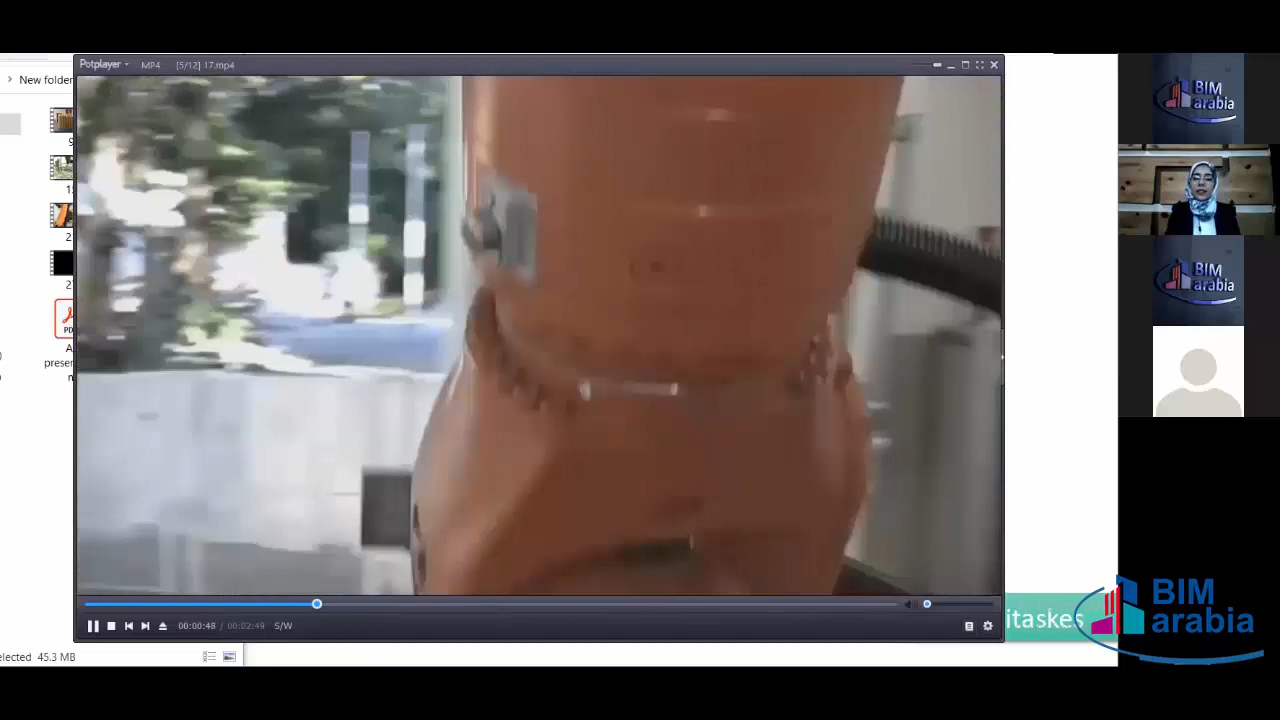 Potplayer
MP4
[5/12] 17.mp4
New folder
BIM
arabia
BIM
arabia
00:00:48 / 00:02:49
S/W
itaskes
BIM
arabia
elected 45.3 MB